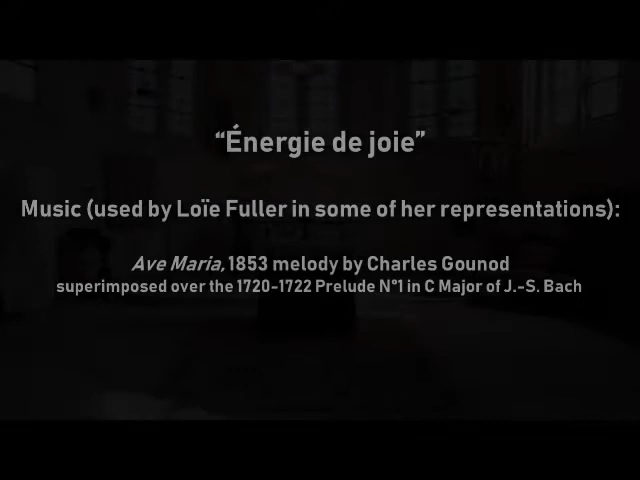 “Énergie de joie”
Music (used by Loïe Fuller in some of her representations):
Ave Maria, 1853 melody by Charles Gounod
superimposed over the 1720-1722 Prelude N°1 in C Major of J.-S. Bach